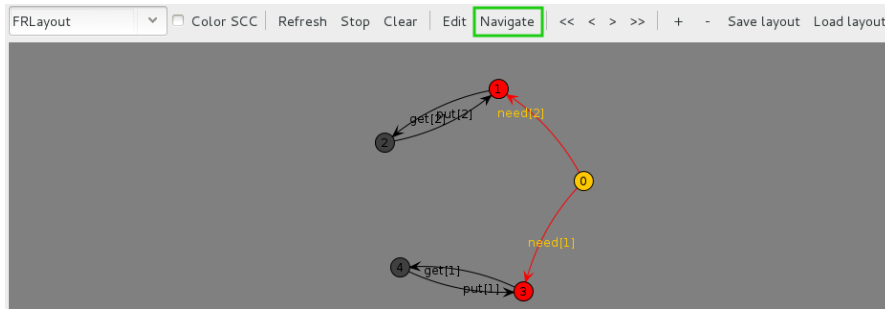 FRLayout Color SCC Refresh Stop Clear Edit Navigate << < > >> + - Save layout Load layout
1
get[2] put[2] need[2]
2
0
need[1]
4 get[1]
put[1] 3